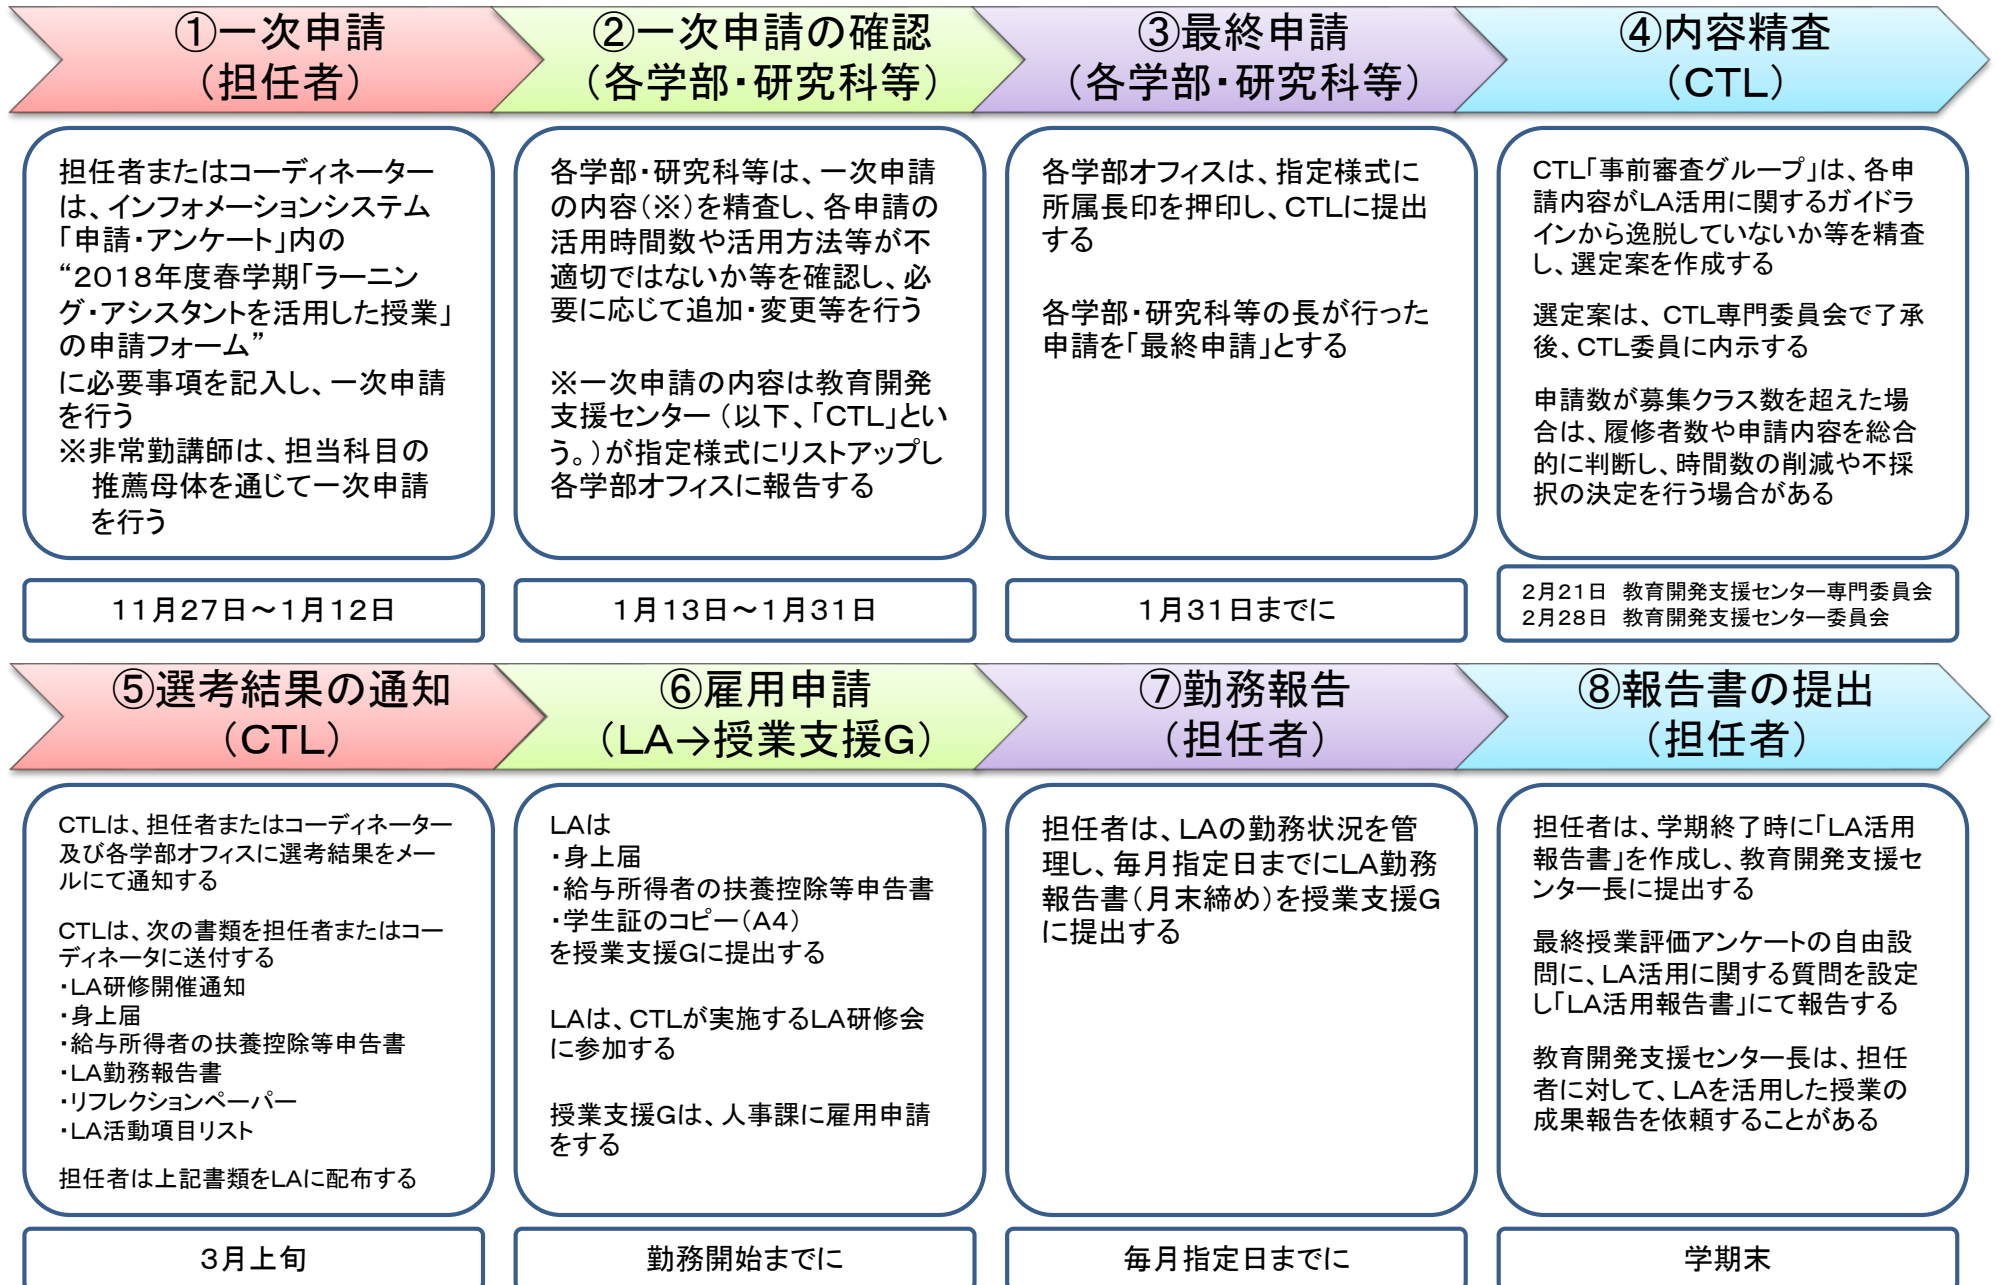 ①一次申請
（担任者）
担任者またはコーディネーター
は、インフォメーションシステム
「申請・アンケート」内の
“２０１８年度春学期「ラーニン
グ・アシスタントを活用した授業」
の申請フォーム”
に必要事項を記入し、一次申請
を行う
※非常勤講師は、担当科目の
推薦母体を通じて一次申請
を行う
１１月２７日～１月１２日
②一次申請の確認
（各学部・研究科等）
各学部・研究科等は、一次申請
の内容（※）を精査し、各申請の
活用時間数や活用方法等が不
適切ではないか等を確認し、必
要に応じて追加・変更等を行う
※一次申請の内容は教育開発
支援センター（以下、「ＣＴＬ」とい
う。）が指定様式にリストアップし
各学部オフィスに報告する
１月１３日～１月３１日
③最終申請
（各学部・研究科等）
各学部オフィスは、指定様式に
所属長印を押印し、ＣＴＬに提出
する
各学部・研究科等の長が行った
申請を「最終申請」とする
１月３１日までに
④内容精査
（ＣＴＬ）
ＣＴＬ「事前審査グループ」は、各申
請内容がＬＡ活用に関するガイドラ
インから逸脱していないか等を精査
し、選定案を作成する
選定案は、ＣＴＬ専門委員会で了承
後、ＣＴＬ委員に内示する
申請数が募集クラス数を超えた場
合は、履修者数や申請内容を総合
的に判断し、時間数の削減や不採
択の決定を行う場合がある
２月２１日　教育開発支援センター専門委員会
２月２８日　教育開発支援センター委員会
⑤選考結果の通知
（ＣＴＬ）
ＣＴＬは、担任者またはコーディネーター
及び各学部オフィスに選考結果をメー
ルにて通知する
ＣＴＬは、次の書類を担任者またはコー
ディネータに送付する
・ＬＡ研修開催通知
・身上届
・給与所得者の扶養控除等申告書
・ＬＡ勤務報告書
・リフレクションペーパー
・ＬＡ活動項目リスト
担任者は上記書類をＬＡに配布する
３月上旬
⑥雇用申請
（ＬＡ→授業支援Ｇ）
ＬＡは
・身上届
・給与所得者の扶養控除等申告書
・学生証のコピー（Ａ４）
を授業支援Ｇに提出する
ＬＡは、ＣＴＬが実施するＬＡ研修会
に参加する
授業支援Ｇは、人事課に雇用申請
をする
勤務開始までに
⑦勤務報告
（担任者）
担任者は、ＬＡの勤務状況を管
理し、毎月指定日までにＬＡ勤務
報告書（月末締め）を授業支援Ｇ
に提出する
毎月指定日までに
⑧報告書の提出
（担任者）
担任者は、学期終了時に「ＬＡ活用
報告書」を作成し、教育開発支援セ
ンター長に提出する
最終授業評価アンケートの自由設
問に、ＬＡ活用に関する質問を設定
し「ＬＡ活用報告書」にて報告する
教育開発支援センター長は、担任
者に対して、ＬＡを活用した授業の
成果報告を依頼することがある
学期末